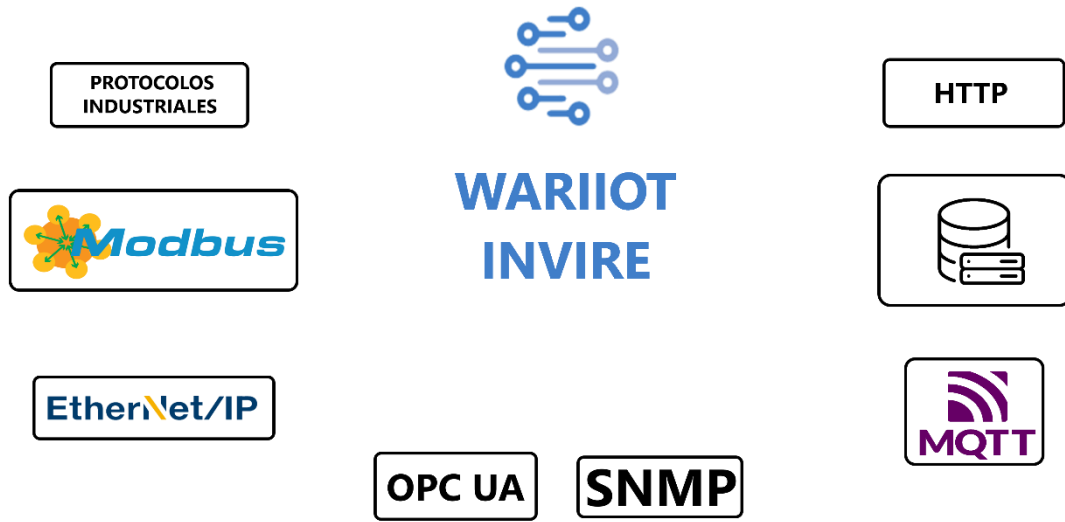 PROTOCOLOS
INDUSTRIALES
HTTP
WARIIOT
INVIRE
Modbus
EtherNet/IP
MQTT
OPC UA
SNMP